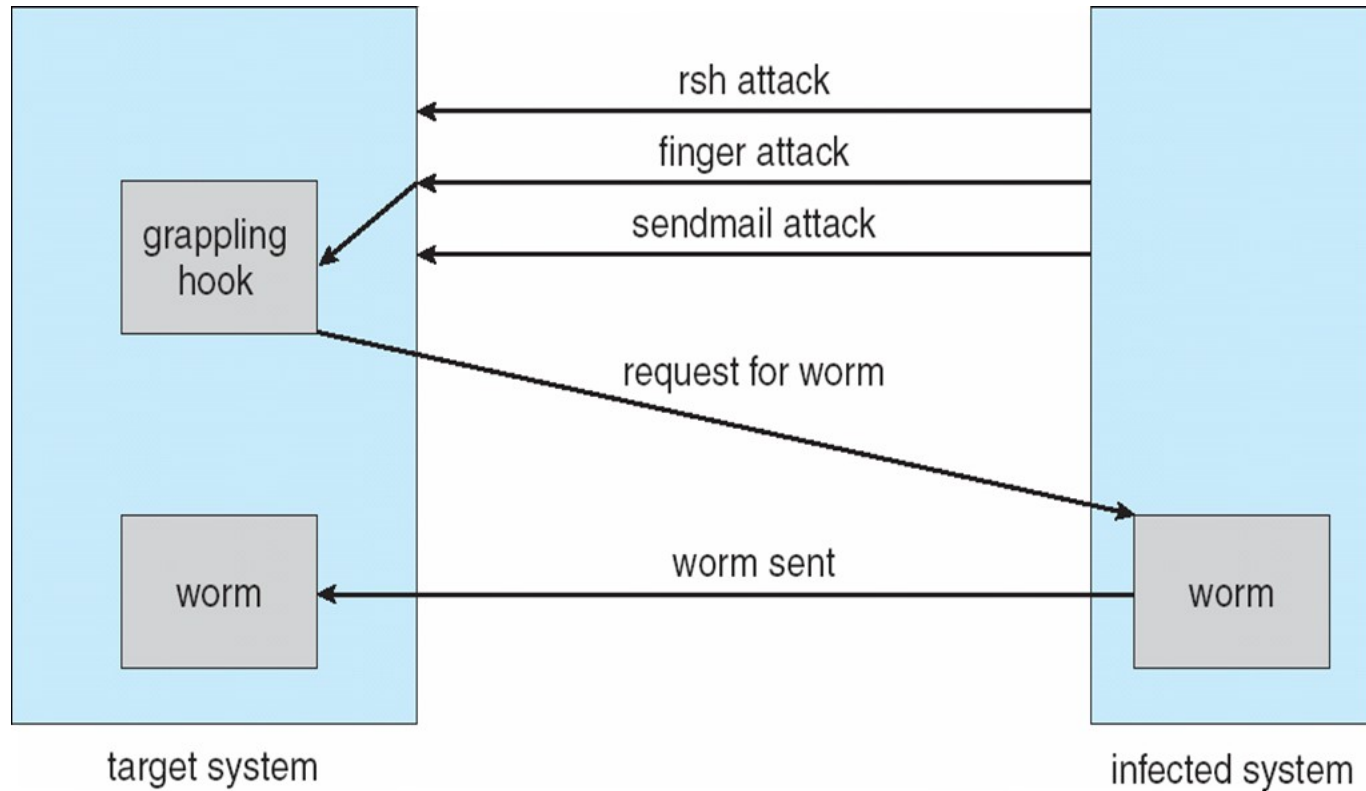 rsh attack
finger attack
sendmail attack
grappling
hook
request for worm
worm sent
worm
worm
target system
infected system